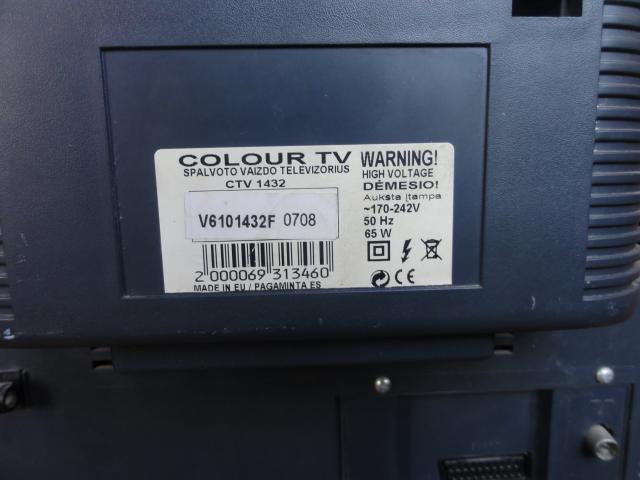 COLOUR TV
SPALVOTO VAIZDO TELEVIZORIUS
CTV 1432
V6101432F 0708
2 000069 313460
MADE IN EU / PAGAMINTA ES
WARNING!
HIGH VOLTAGE
DĖMESIO!
Aukšta įtampa
~170-242V
50 Hz
65 W
CE